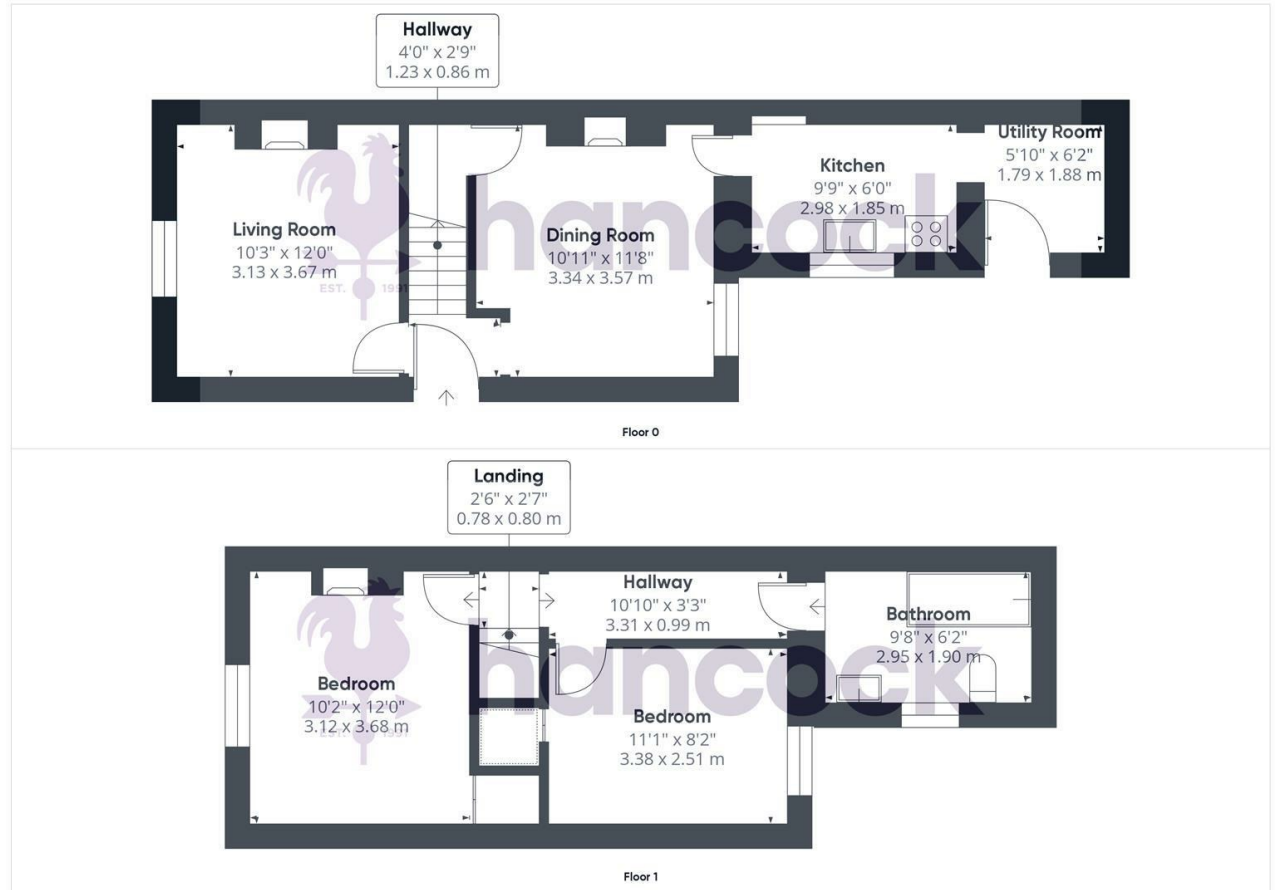 Hallway
4'0" x 2'9"
1.23 x 0.86 m
Utility Room
5'10" x 6'2"
1.79 x 1.88 m
Kitchen
9'9" x 6'0"
2.98 x 1.85 m
Living Room
10'3" x 12'0"
3.13 x 3.67 m
Dining Room
10'11" x 11'8"
3.34 x 3.57 m
hancock
EST. 1991
Floor 0
Landing
2'6" x 2'7"
0.78 x 0.80 m
Hallway
10'10" x 3'3"
3.31 x 0.99 m
Bathroom
9'8" x 6'2"
2.95 x 1.90 m
Bedroom
10'2" x 12'0"
3.12 x 3.68 m
Bedroom
11'1" x 8'2"
3.38 x 2.51 m
hancock
EST. 1991
Floor 1